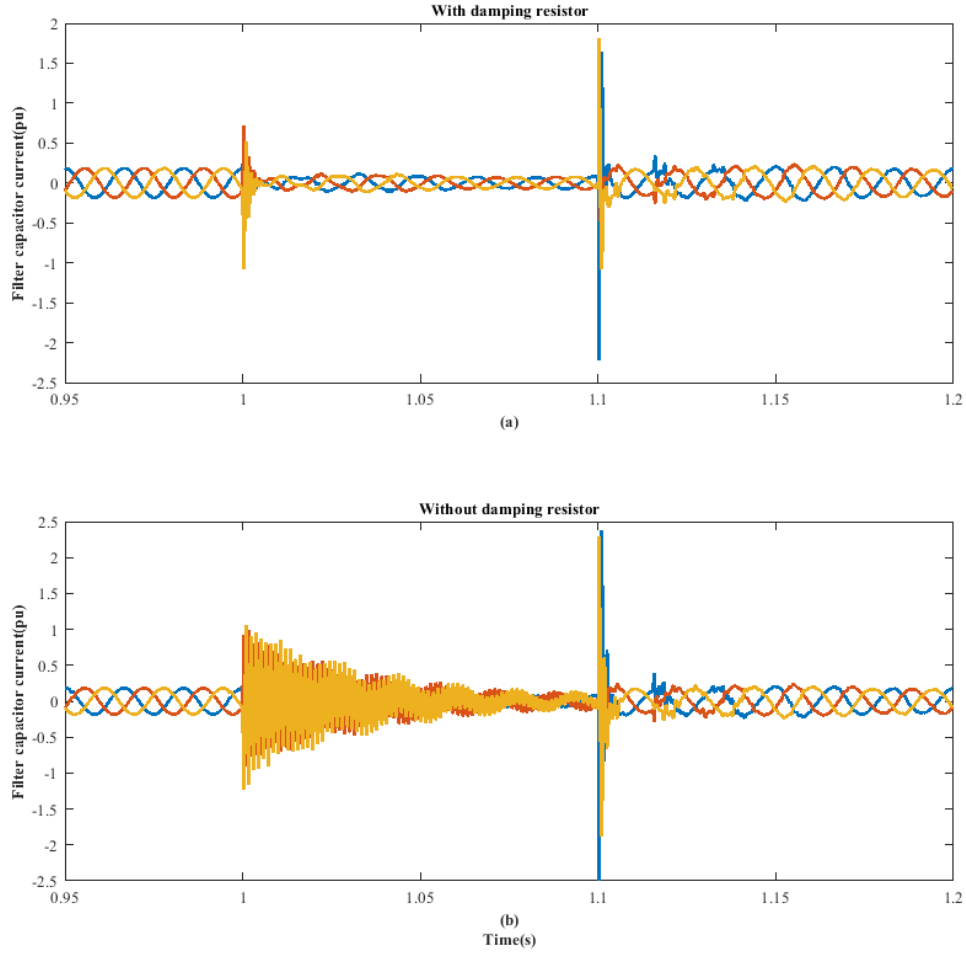 With damping resistor
Filter capacitor current(pu)
2
1.5
1
0.5
0
-0.5
-1
-1.5
-2
-2.5
0.95 1 1.05 1.1 1.15 1.2
(a)
Without damping resistor
Filter capacitor current(pu)
2.5
2
1.5
1
0.5
0
-0.5
-1
-1.5
-2
-2.5
0.95 1 1.05 1.1 1.15 1.2
(b)
Time(s)